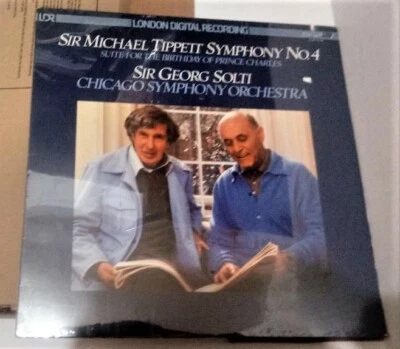 LDR
LONDON DIGITAL RECORDING
SIR MICHAEL TIPPETT SYMPHONY NO.4
SUITE FOR THE BIRTHDAY OF PRINCE CHARLES
SIR GEORG SOLTI
CHICAGO SYMPHONY ORCHESTRA